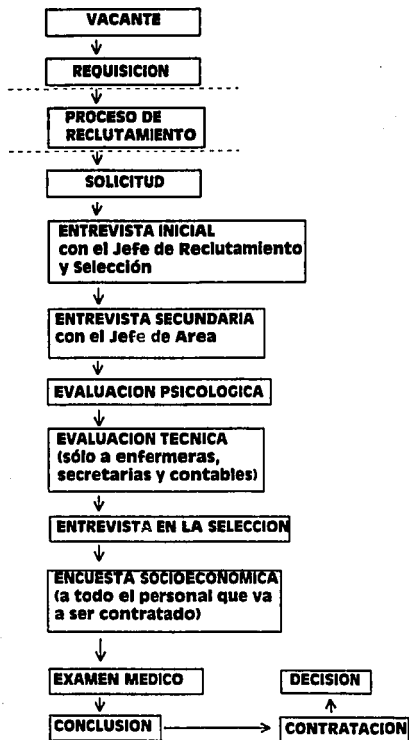 VACANTE
REQUISICION
PROCESO DE
RECLUTAMIENTO
SOLICITUD
ENTREVISTA INICIAL
con el Jefe de Reclutamiento
y Selección
ENTREVISTA SECUNDARIA
con el Jefe de Area
EVALUACION PSICOLOGICA
EVALUACION TECNICA
(sólo a enfermeras,
secretarias y contables)
ENTREVISTA EN LA SELECCION
ENCUESTA SOCIOECONOMICA
(a todo el personal que va
a ser contratado)
EXAMEN MEDICO
DECISION
CONCLUSION
CONTRATACION